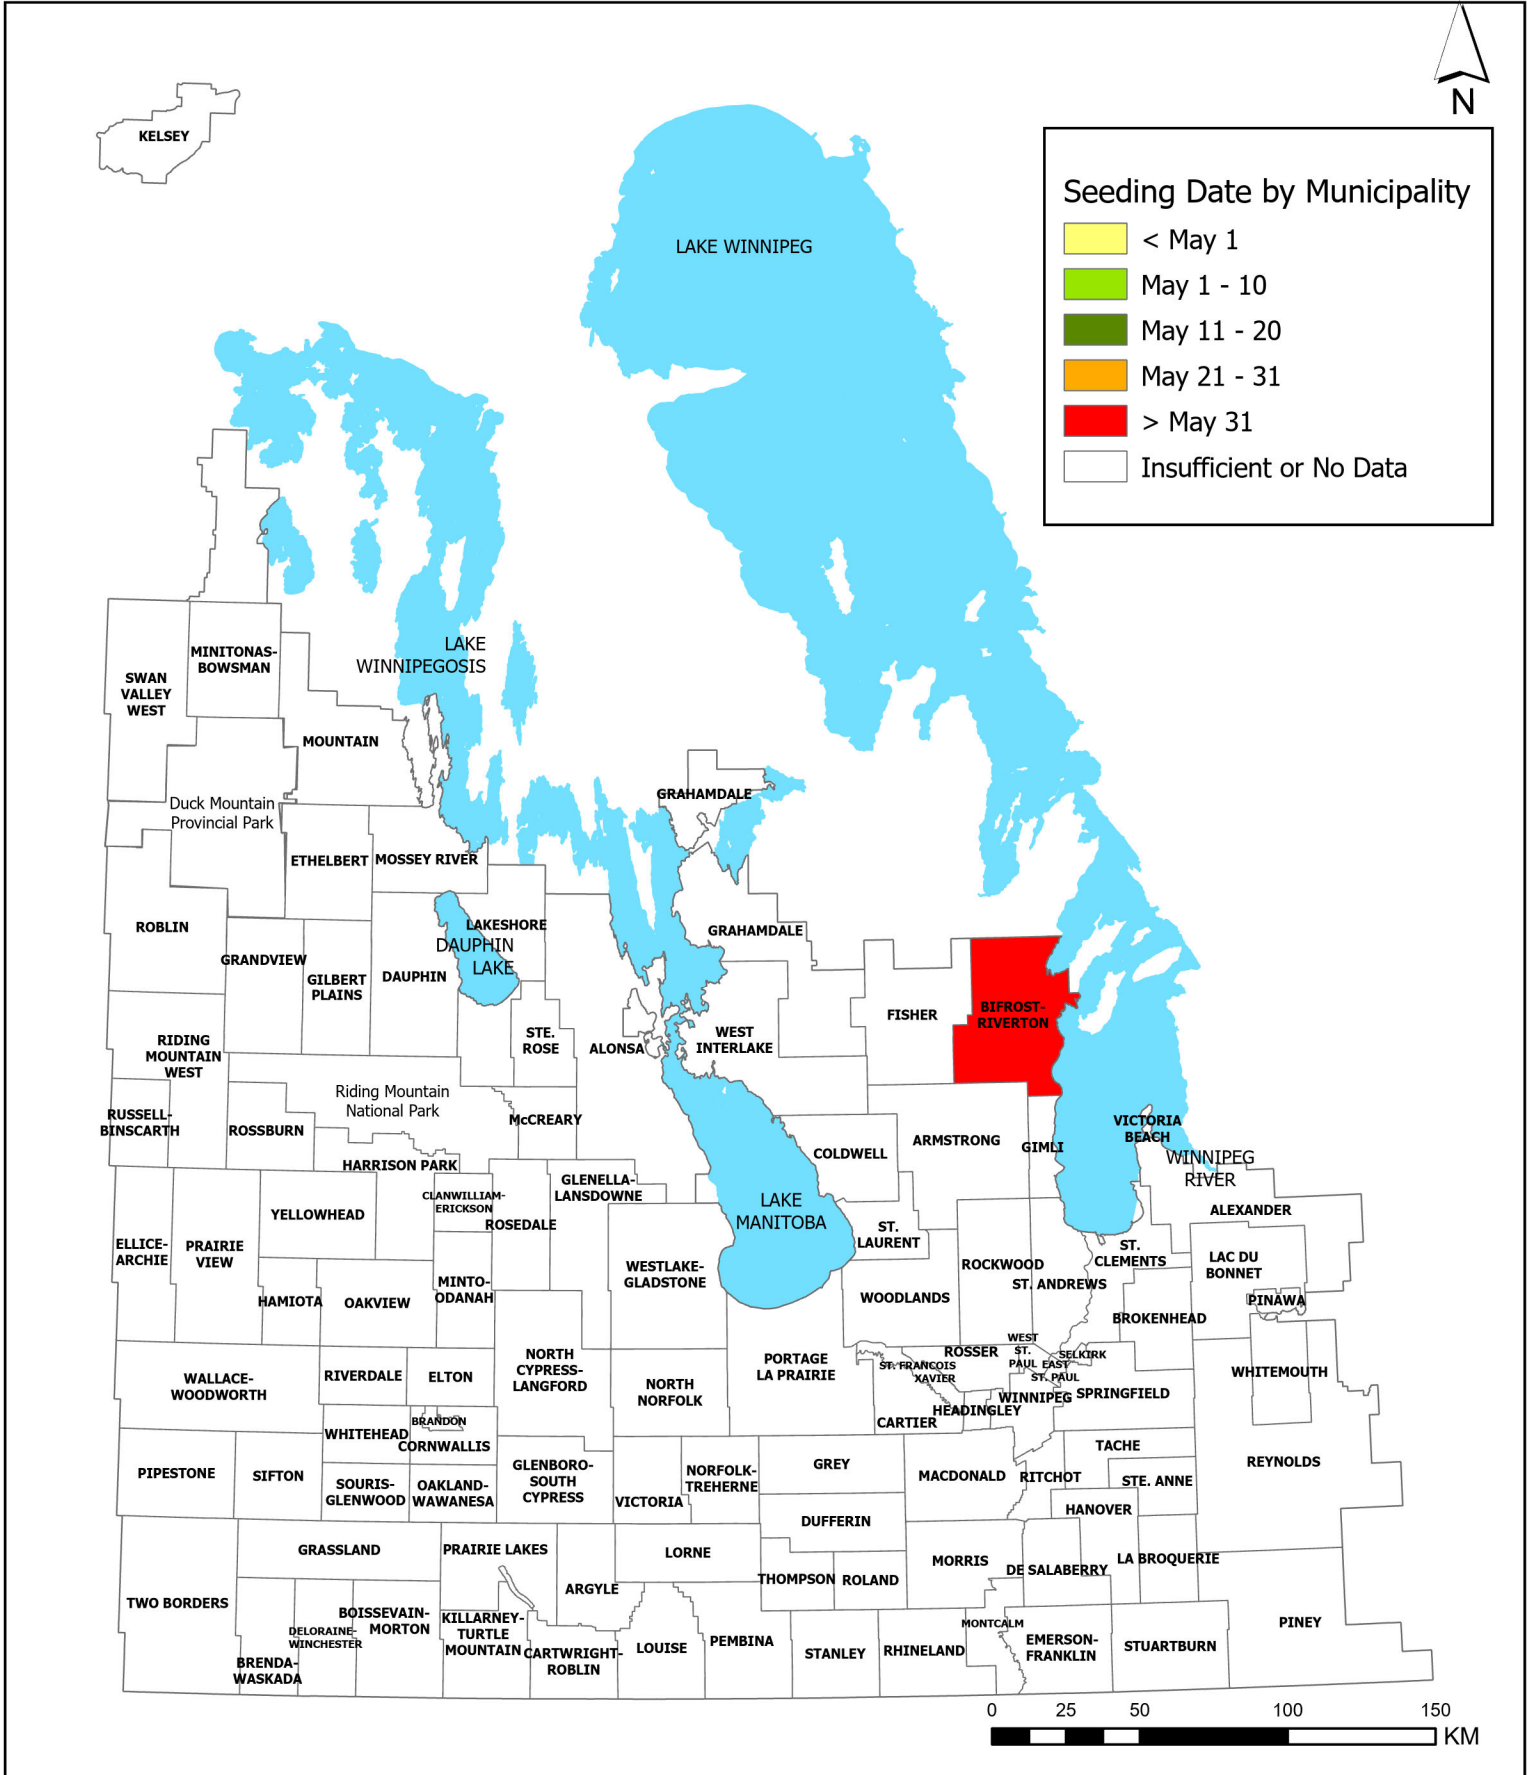 N
KELSEY
Seeding Date by Municipality
< May 1
May 1 - 10
May 11 - 20
May 21 - 31
> May 31
Insufficient or No Data
LAKE WINNIPEG
LAKE
WINNIPEGOSIS
MINITONAS-
BOWSMAN
SWAN
VALLEY
WEST
MOUNTAIN
Duck Mountain
Provincial Park
GRAHAMDALE
ETHELBERT
MOSSEY RIVER
ROBLIN
LAKESHORE
GRAHAMDALE
DAUPHIN
LAKE
GRANDVIEW
GILBERT
PLAINS
DAUPHIN
FISHER
BIFROST-
RIVERTON
STE.
ROSE
ALONSA
WEST
INTERLAKE
RIDING
MOUNTAIN
WEST
Riding Mountain
National Park
RUSSELL-
BINSCARTH
ROSSBURN
McCREARY
VICTORIA
BEACH
ARMSTRONG
GIMLI
COLDWELL
HARRISON PARK
WINNIPEG
RIVER
GLENELLA-
LANSDOWNE
CLANWILLIAM-
ERICKSON
ROSEDALE
LAKE
MANITOBA
YELLOWHEAD
ALEXANDER
ST.
LAURENT
ELLICE-
ARCHIE
PRAIRIE
VIEW
ST.
CLEMENTS
LAC DU
BONNET
ROCKWOOD
WESTLAKE-
GLADSTONE
ST. ANDREWS
MINTO-
ODANAH
HAMIOTA
OAKVIEW
WOODLANDS
PINAWA
BROKENHEAD
WEST
ST.
PAUL
ROSSER
SELKIRK
EAST
ST. PAUL
ST. FRANCOIS
XAVIER
NORTH
CYPRESS-
LANGFORD
PORTAGE
LA PRAIRIE
WHITEMOUTH
WALLACE-
WOODWORTH
RIVERDALE
ELTON
NORTH
NORFOLK
WINNIPEG
SPRINGFIELD
HEADINGLEY
CARTIER
BRANDON
WHITEHEAD
CORNWALLIS
TACHE
PIPESTONE
SIFTON
SOURIS-
GLENWOOD
OAKLAND-
WAWANESA
GLENBORO-
SOUTH
CYPRESS
VICTORIA
NORFOLK-
TREHERNE
GREY
MACDONALD
RITCHOT
STE. ANNE
REYNOLDS
HANOVER
DUFFERIN
GRASSLAND
PRAIRIE LAKES
LORNE
MORRIS
DE SALABERRY
LA BROQUERIE
ARGYLE
THOMPSON
ROLAND
TWO BORDERS
BOISSEVAIN-
MORTON
DELORAINE-
WINCHESTER
KILLARNEY-
TURTLE
MOUNTAIN
MONTCALM
PINEY
BRENDA-
WASKADA
CARTWRIGHT-
ROBLIN
LOUISE
PEMBINA
STANLEY
RHINELAND
EMERSON-
FRANKLIN
STUARTBURN
0 25 50 100 150
KM